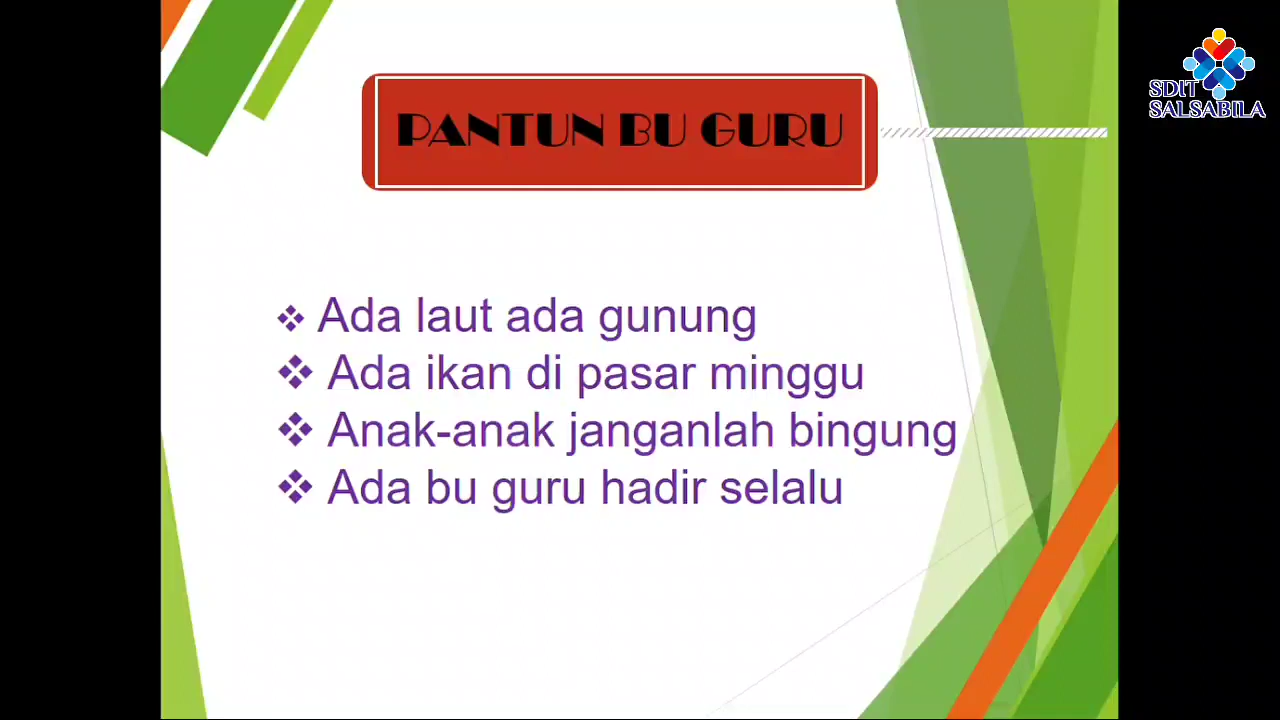 PANTUN BU GURU
SDIT
SALSABILA
Ada laut ada gunung
Ada ikan di pasar minggu
Anak-anak janganlah bingung
Ada bu guru hadir selalu